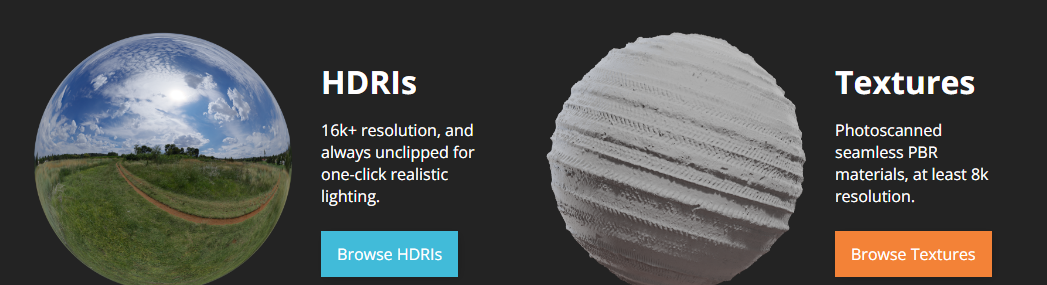 HDRIs
16k+ resolution, and
always unclipped for
one-click realistic
lighting.
Browse HDRIs
Textures
Photoscanned
seamless PBR
materials, at least 8k
resolution.
Browse Textures